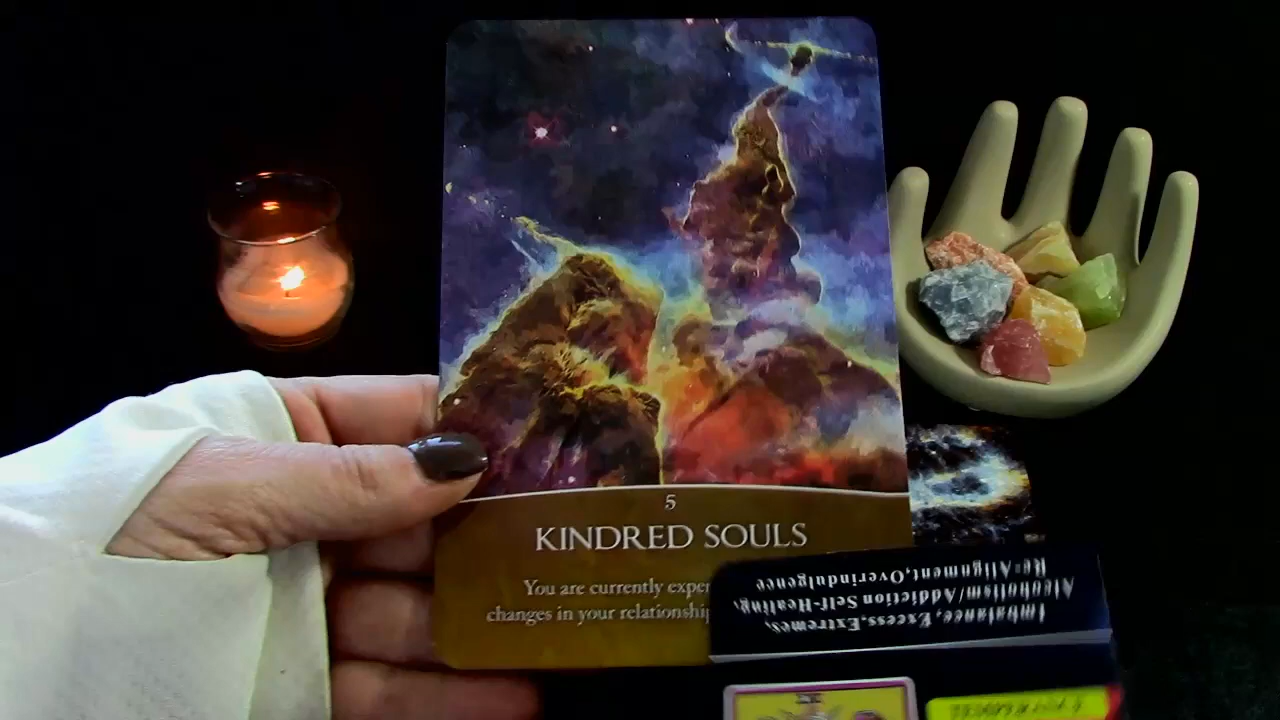 5
KINDRED SOULS
You are currently exper
changes in your relationship
Imbalance, Excess, Extremes,
Alcoholism/Addiction Self-Healing,
Re: Allignment, Overindulgence